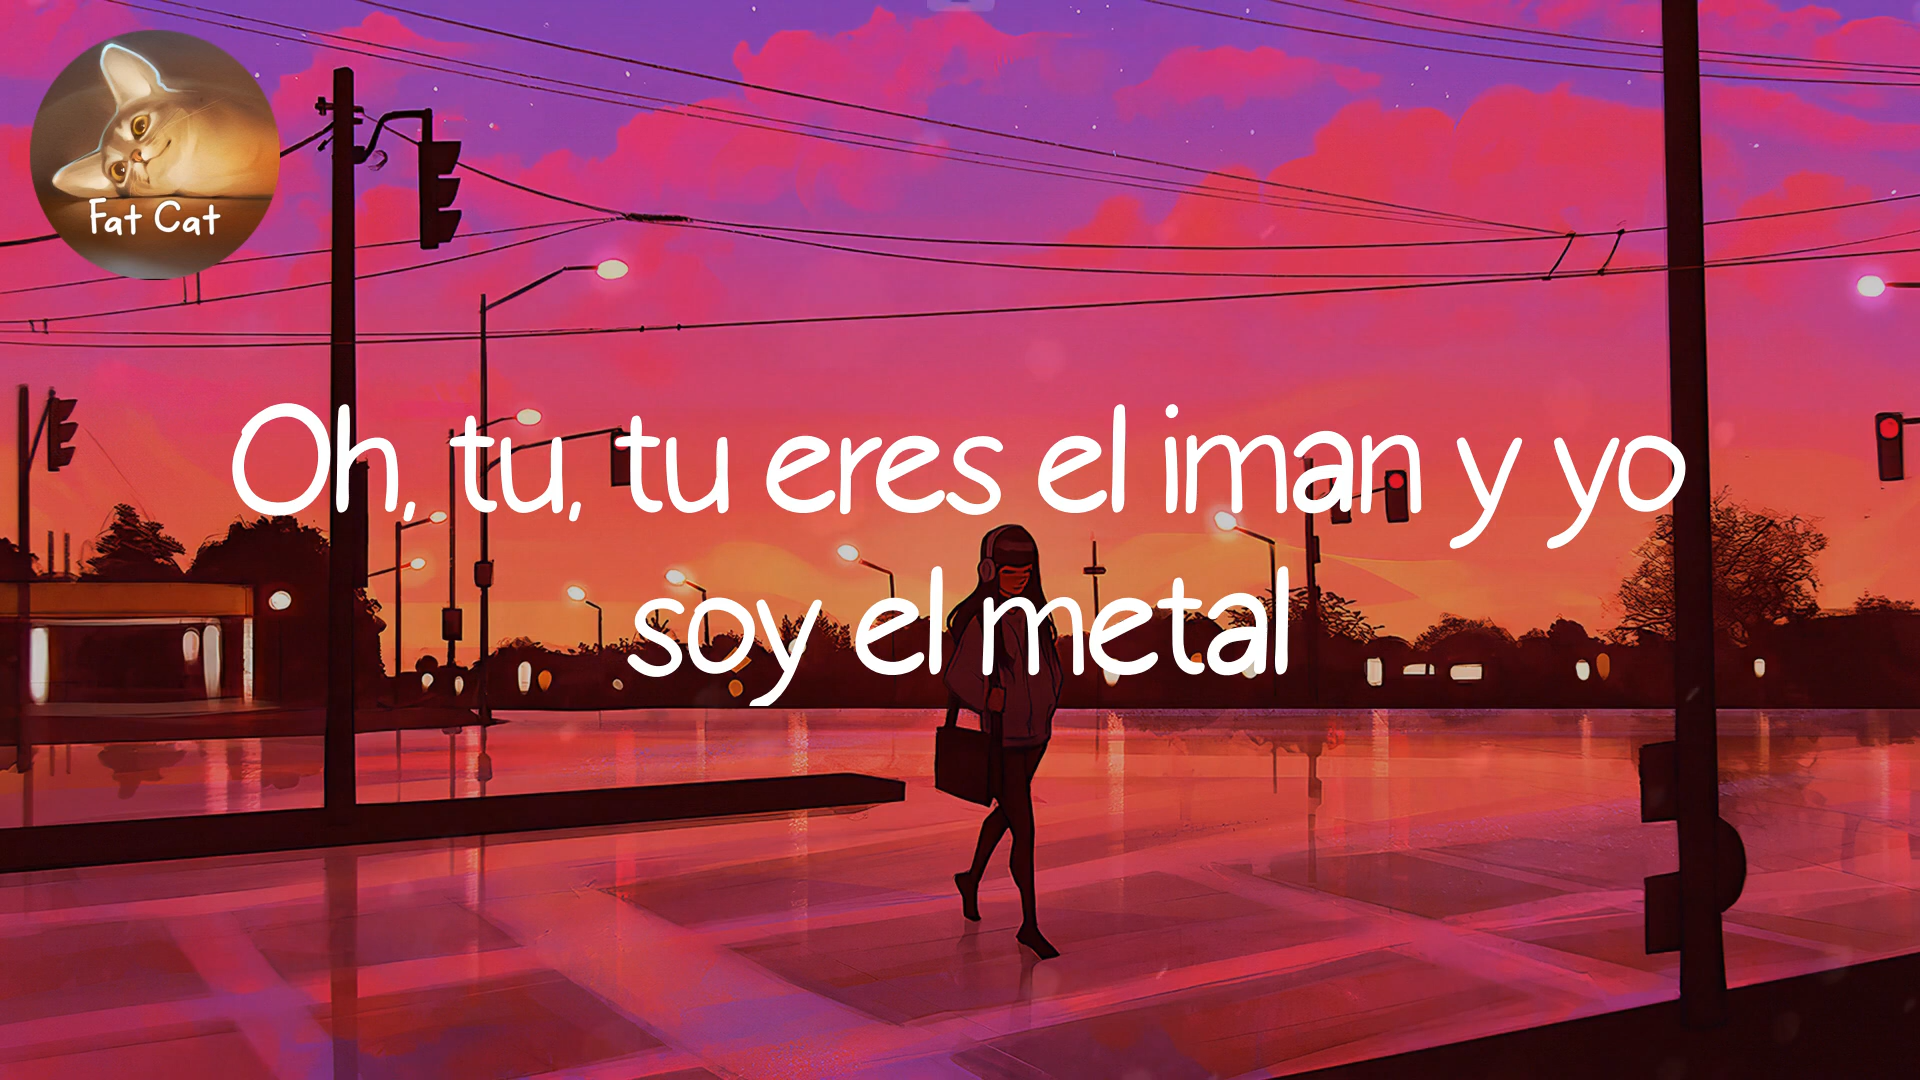 Fat Cat
Oh, tu, tu eres el iman y yo
soy el metal